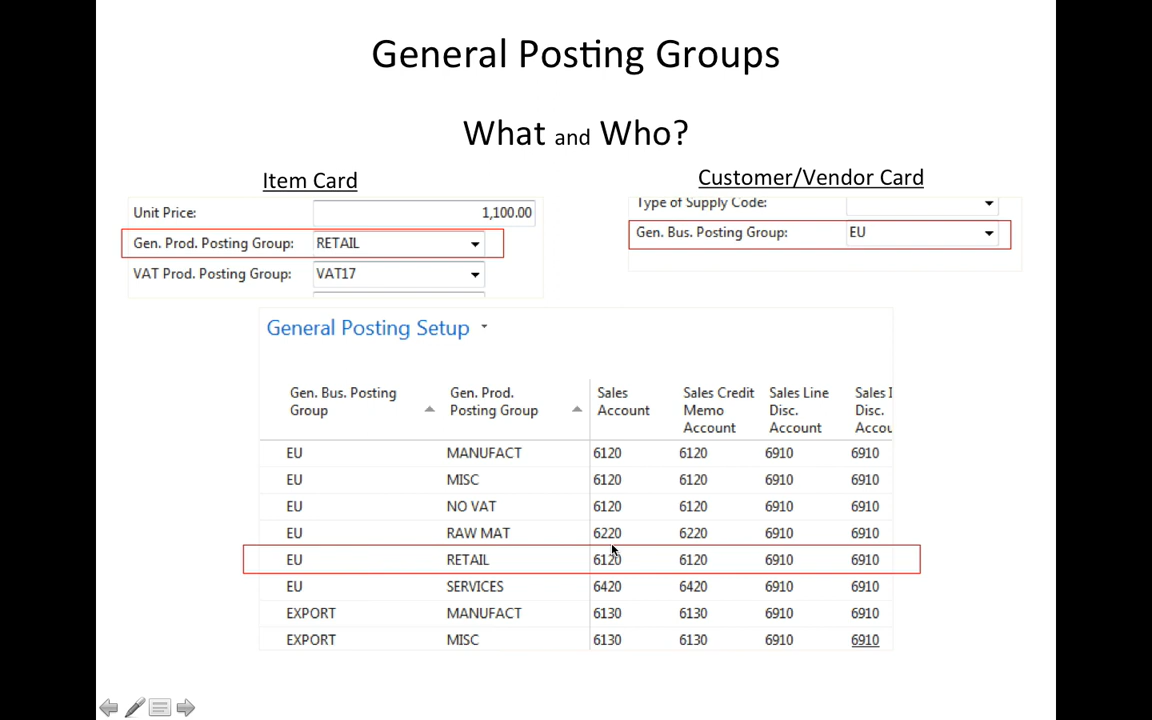 General Posting Groups
What and Who?
Item Card
Customer/Vendor Card
Unit Price: 1,100.00
Gen. Prod. Posting Group: RETAIL
VAT Prod. Posting Group: VAT17
Type of Supply Code:
Gen. Bus. Posting Group: EU
General Posting Setup
Gen. Bus. Posting Group
Gen. Prod. Posting Group
Sales Account
Sales Credit Memo Account
Sales Line Disc. Account
Sales I Disc. Accou
EU MANUFACT 6120 6120 6910 6910
EU MISC 6120 6120 6910 6910
EU NO VAT 6120 6120 6910 6910
EU RAW MAT 6220 6220 6910 6910
EU RETAIL 6120 6120 6910 6910
EU SERVICES 6420 6420 6910 6910
EXPORT MANUFACT 6130 6130 6910 6910
EXPORT MISC 6130 6130 6910 6910